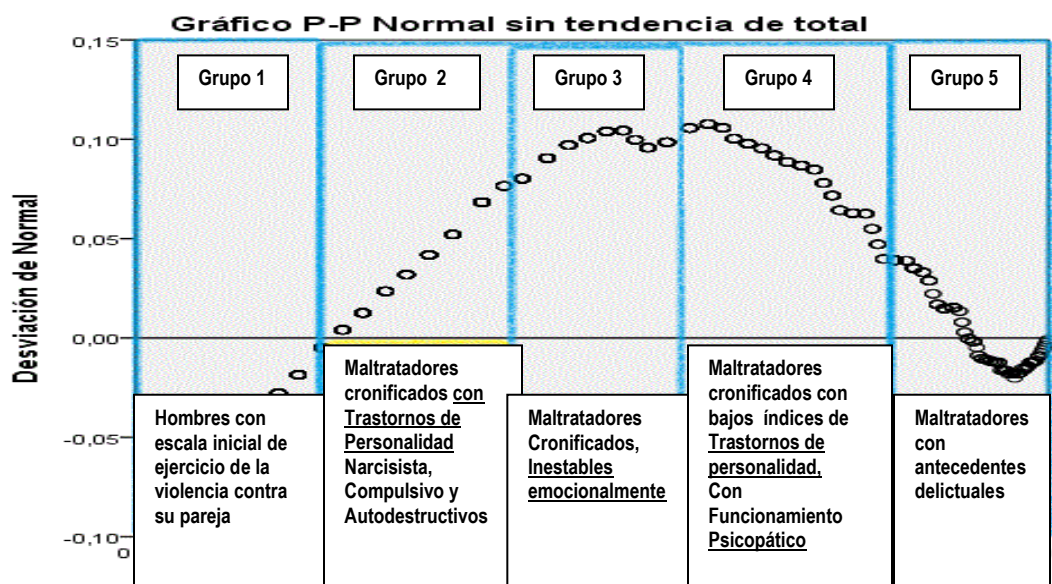 Gráfico P-P Normal sin tendencia de total
Desviación de Normal
0,15
0,10
0,05
0,00
-0,05
-0,10
0
Grupo 1
Grupo 2
Grupo 3
Grupo 4
Grupo 5
Hombres con
escala inicial de
ejercicio de la
violencia contra
su pareja
Maltratadores
cronificados con
Trastornos de
Personalidad
Narcisista,
Compulsivo y
Autodestructivos
Maltratadores
Cronificados,
Inestables
emocionalmente
Maltratadores
cronificados con
bajos índices de
Trastornos de
personalidad,
Con
Funcionamiento
Psicopático
Maltratadores
con
antecedentes
delictuales